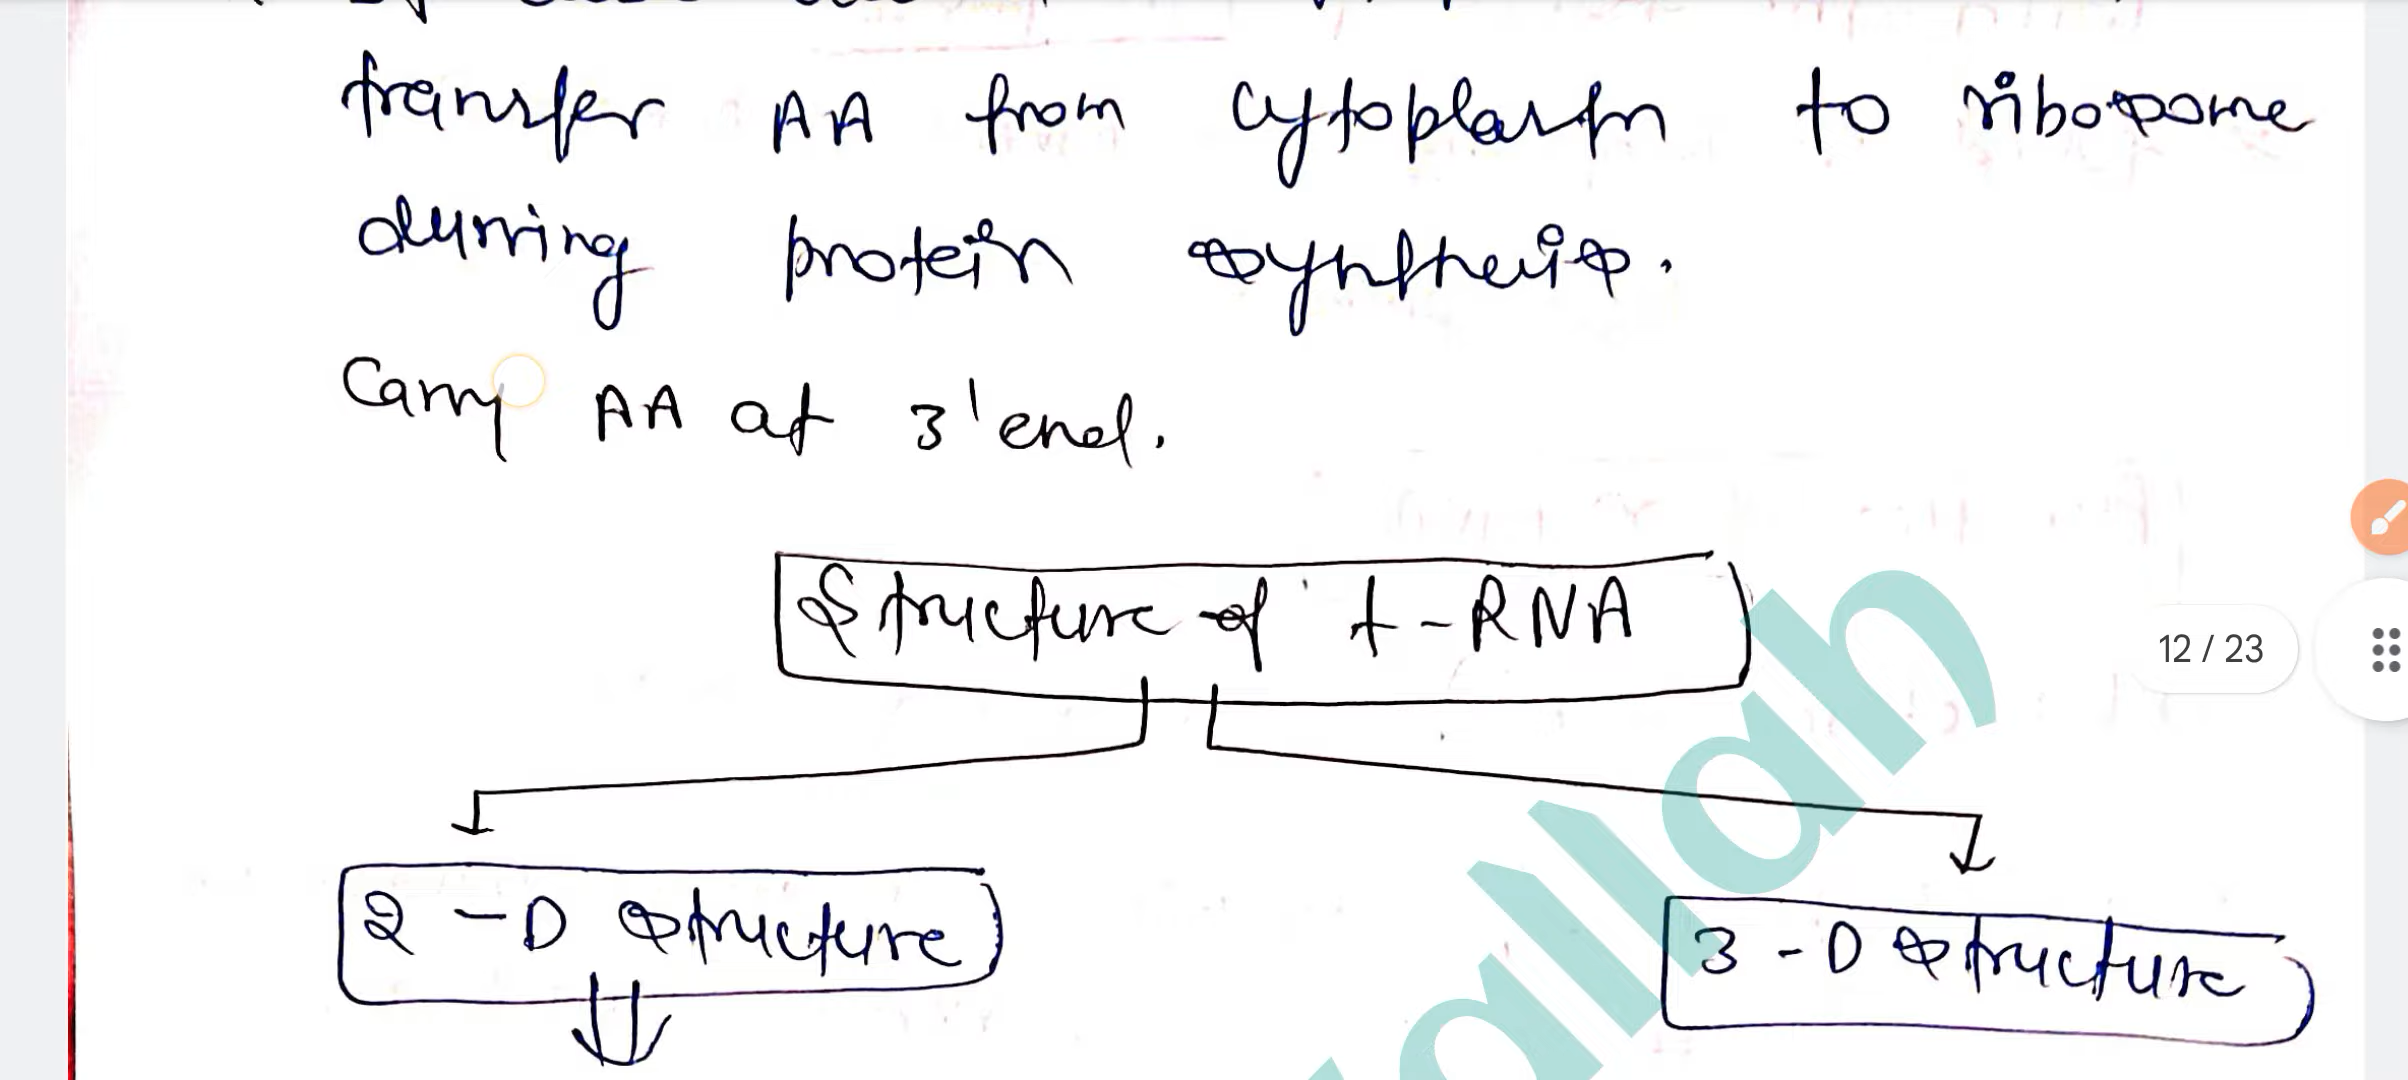 transfer AA from cytoplasm to ribosome
during protein synthesis.
Carry AA at 3' end.
Structure of t-RNA
12 / 23
2-D structure
3-D structure